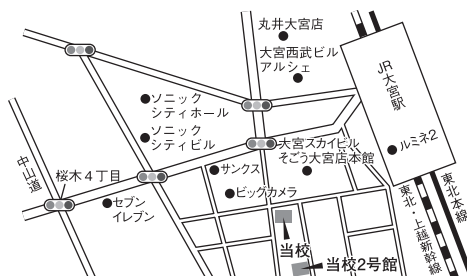 丸井大宮店
大宮西武ビル
アルシェ
JR大宮駅
ソニック
シティホール
ソニック
シティビル
大宮スカイビル
そごう大宮店本館
ルミネ2
中山道
桜木4丁目
サンクス
ビッグカメラ
セブン
イレブン
東北本線
東北・上越新幹線
当校
当校2号館